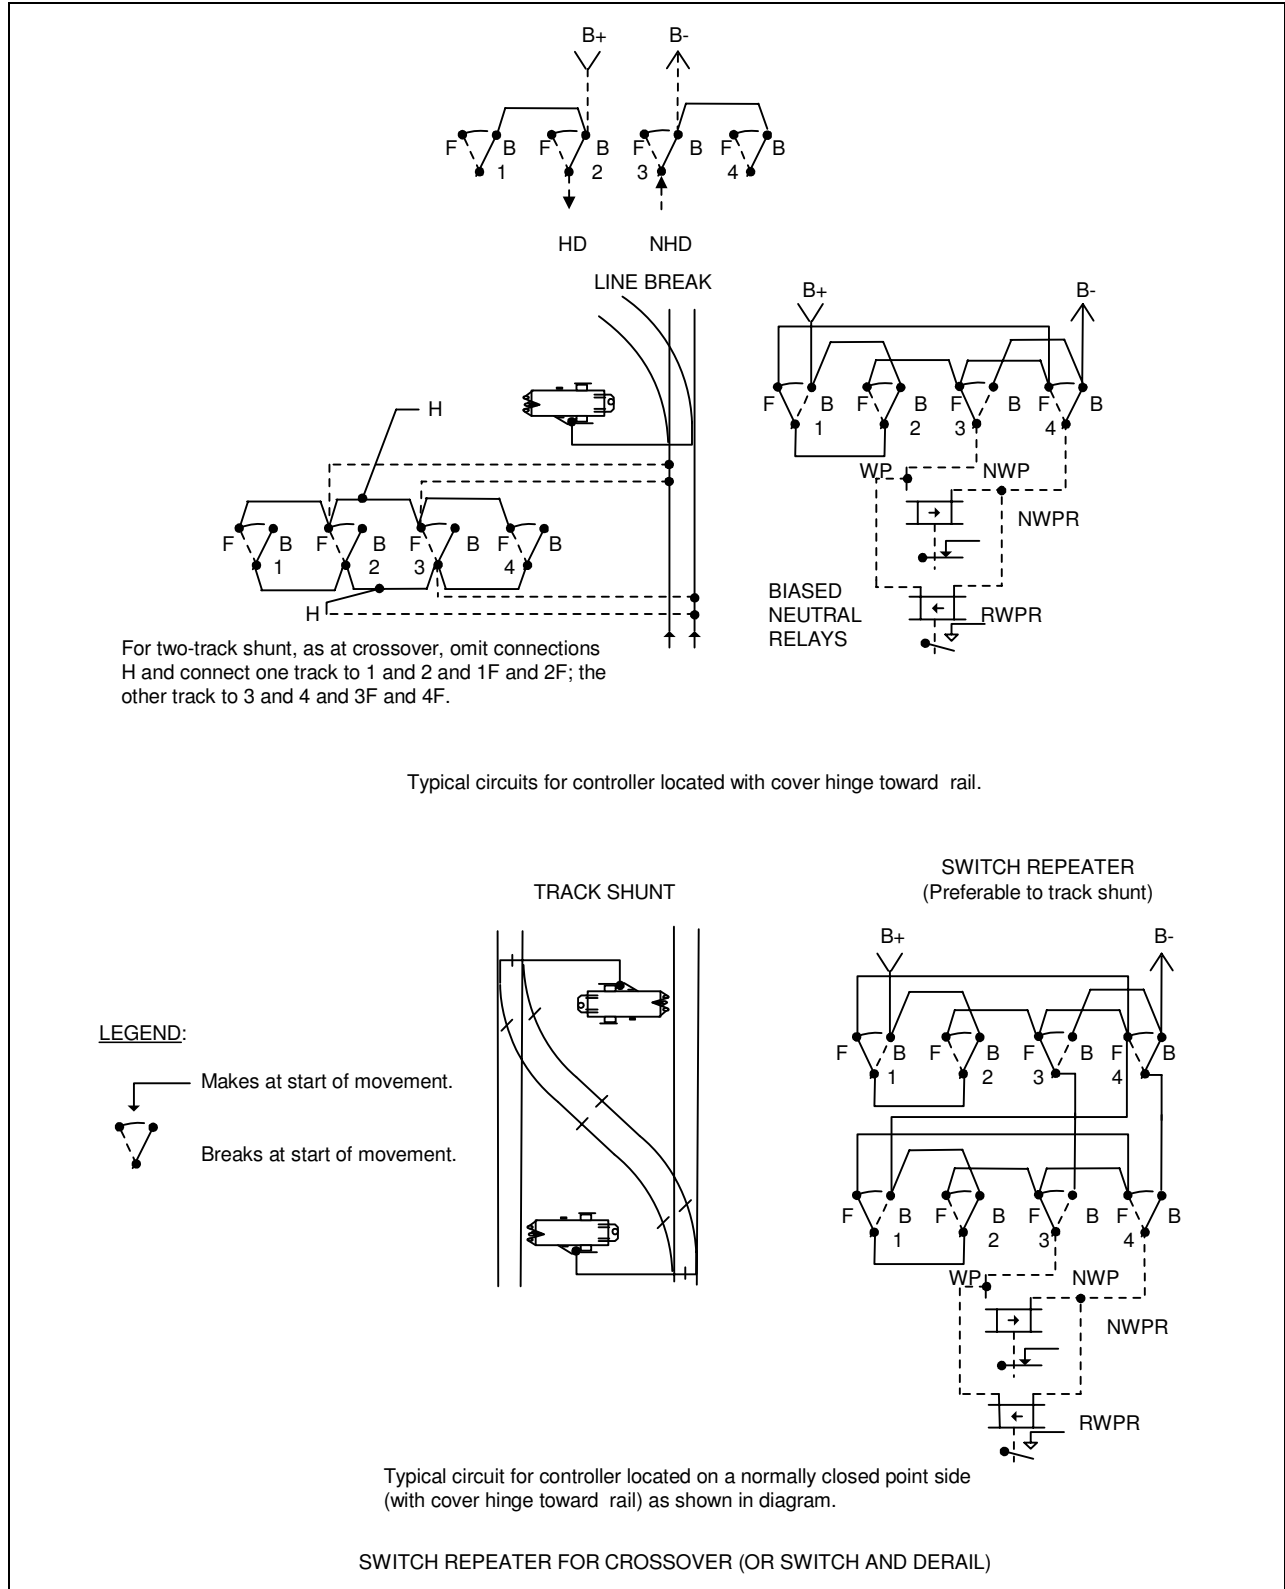 B+ B-
F B F B F B F B
1 2 3 4
HD NHD
LINE BREAK
B+ B-
H
F B F B F B F B
1 2 3 4
WP NWP
NWPR
F B F B F B F B
1 2 3 4
H
BIASED
NEUTRAL
RELAYS
RWPR
For two-track shunt, as at crossover, omit connections
H and connect one track to 1 and 2 and 1F and 2F; the
other track to 3 and 4 and 3F and 4F.
Typical circuits for controller located with cover hinge toward rail.
TRACK SHUNT
SWITCH REPEATER
(Preferable to track shunt)
B+ B-
LEGEND:
Makes at start of movement.
Breaks at start of movement.
F B F B F B F B
1 2 3 4
F B F B F B F B
1 2 3 4
WP NWP
NWPR
RWPR
Typical circuit for controller located on a normally closed point side
(with cover hinge toward rail) as shown in diagram.
SWITCH REPEATER FOR CROSSOVER (OR SWITCH AND DERAIL)